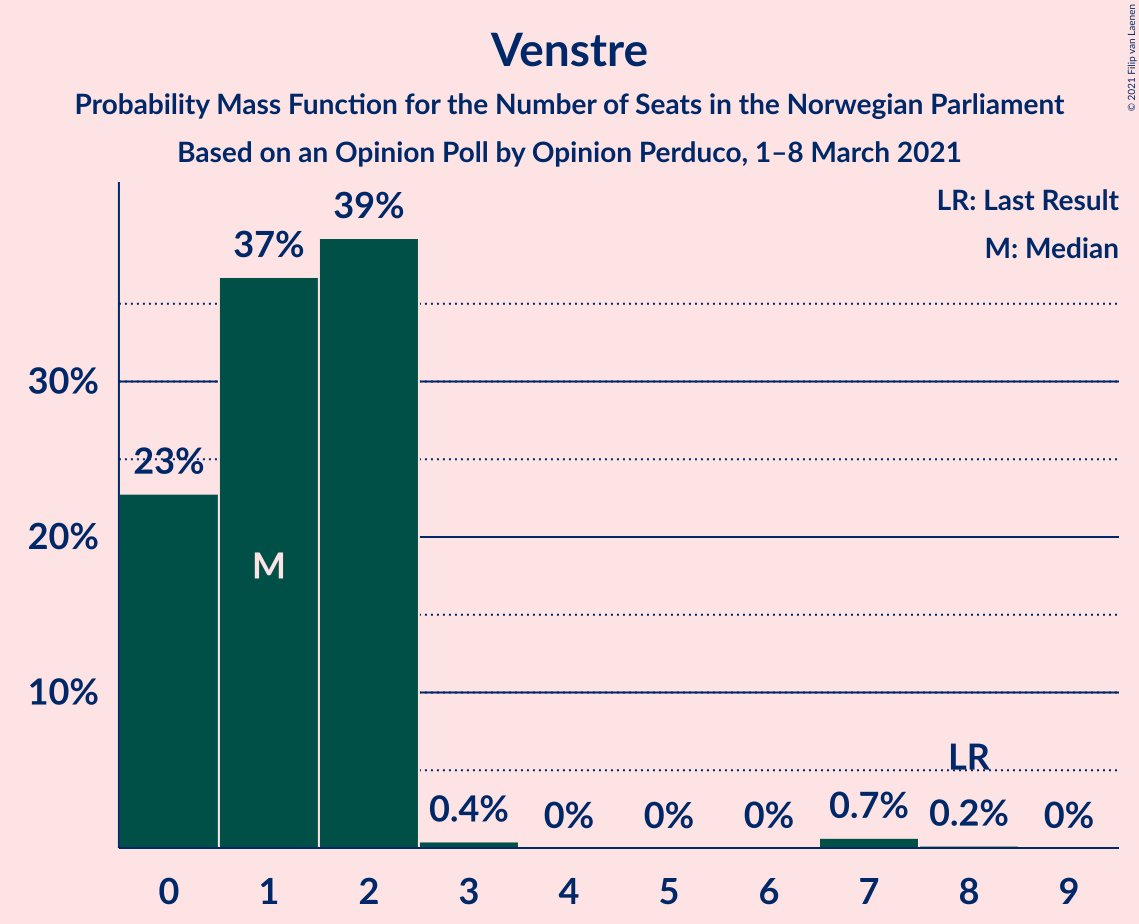 © 2021 Filip van Laenen
Venstre
Probability Mass Function for the Number of Seats in the Norwegian Parliament
Based on an Opinion Poll by Opinion Perduco, 1–8 March 2021
LR: Last Result
M: Median
39%
37%
30%
23%
20%
M
10%
LR
0.4%
0%
0%
0%
0.7%
0.2%
0%
0 1 2 3 4 5 6 7 8 9